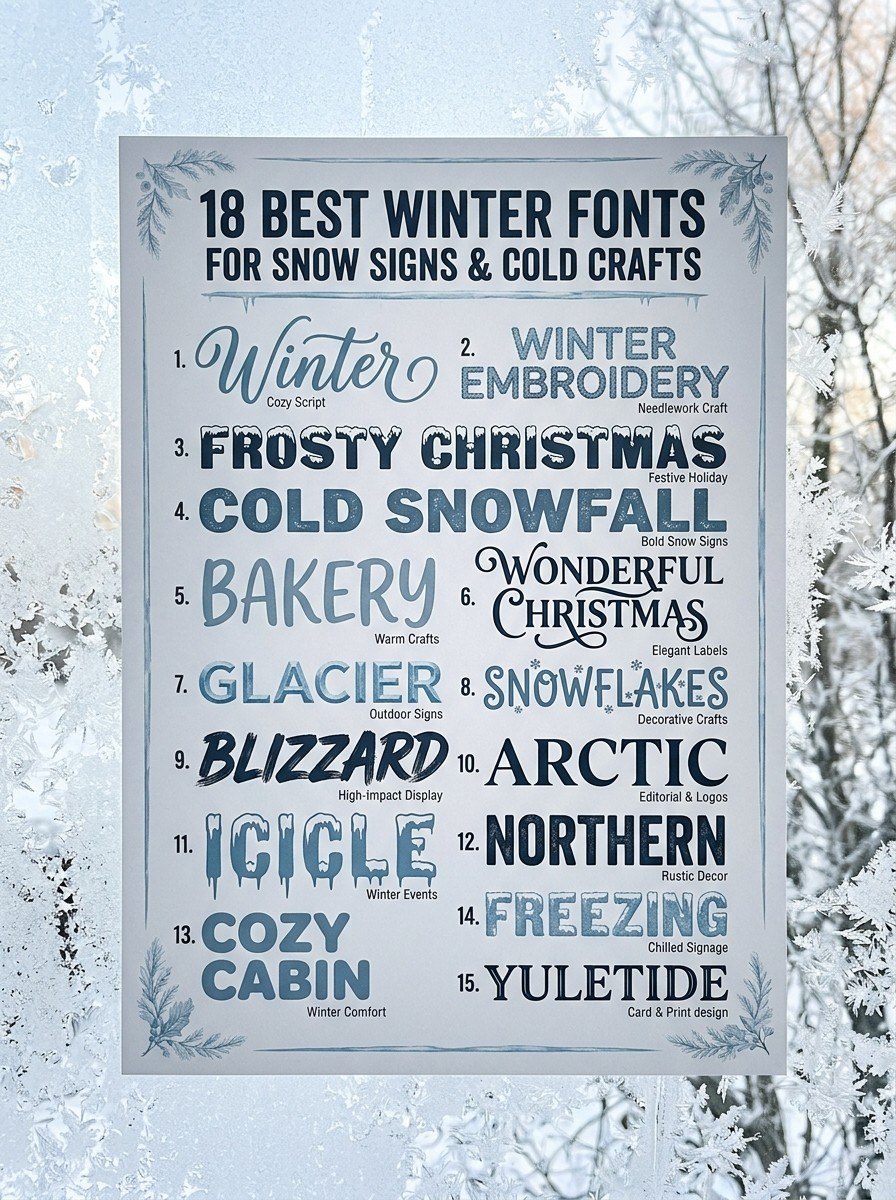 18 BEST WINTER FONTS
FOR SNOW SIGNS & COLD CRAFTS
1. Winter
Cozy Script
2. WINTER
EMBROIDERY
Needlework Craft
3. FROSTY CHRISTMAS
Festive Holiday
4. COLD SNOWFALL
Bold Snow Signs
5. BAKERY
Warm Crafts
6. WONDERFUL
CHRISTMAS
Elegant Labels
7. GLACIER
Outdoor Signs
8. SNOWFLAKES
Decorative Crafts
9. BLIZZARD
High-impact Display
10. ARCTIC
Editorial & Logos
11. ICICLE
Winter Events
12. NORTHERN
Rustic Decor
13. COZY
CABIN
Winter Comfort
14. FREEZING
Chilled Signage
15. YULETIDE
Card & Print design